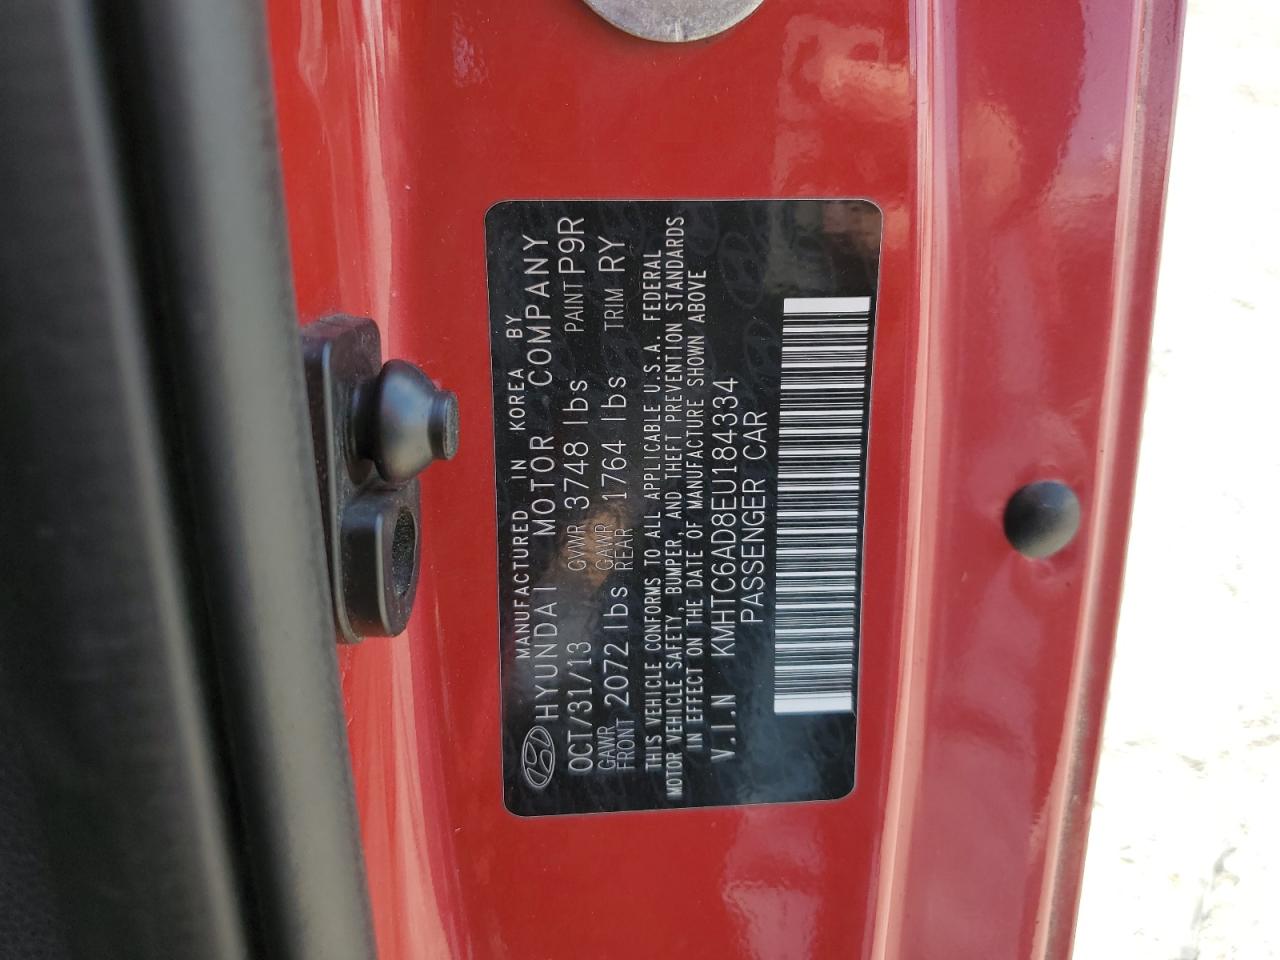 MANUFACTURED IN KOREA BY
HYUNDAI MOTOR COMPANY
OCT/31/13 GVWR 3748 lbs PAINT P9R
GAWR FRONT 2072 lbs GAWR REAR 1764 lbs TRIM RY
THIS VEHICLE CONFORMS TO ALL APPLICABLE U.S.A. FEDERAL
MOTOR VEHICLE SAFETY, BUMPER, AND THEFT PREVENTION STANDARDS
IN EFFECT ON THE DATE OF MANUFACTURE SHOWN ABOVE
V.I.N KMHTC6AD8EU184334
PASSENGER CAR